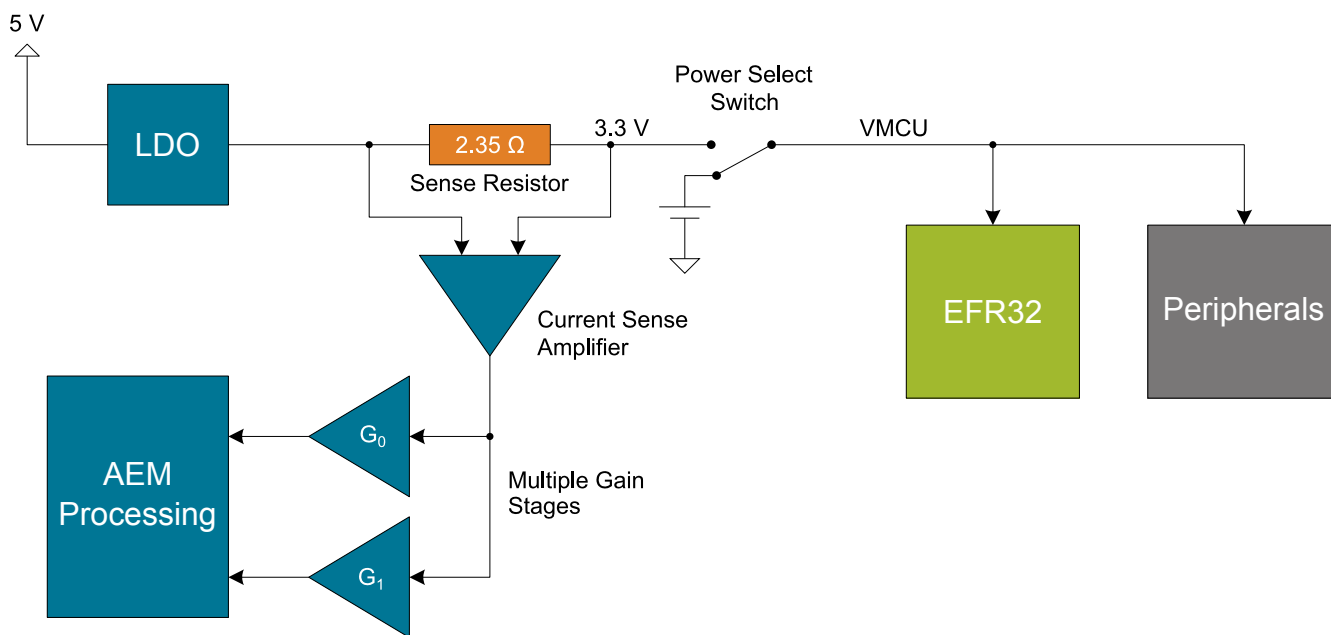 5 V
LDO
2.35 Ω
Sense Resistor
3.3 V
Power Select
Switch
VMCU
EFR32
Peripherals
Current Sense
Amplifier
AEM
Processing
G₀
Multiple Gain
Stages
G₁